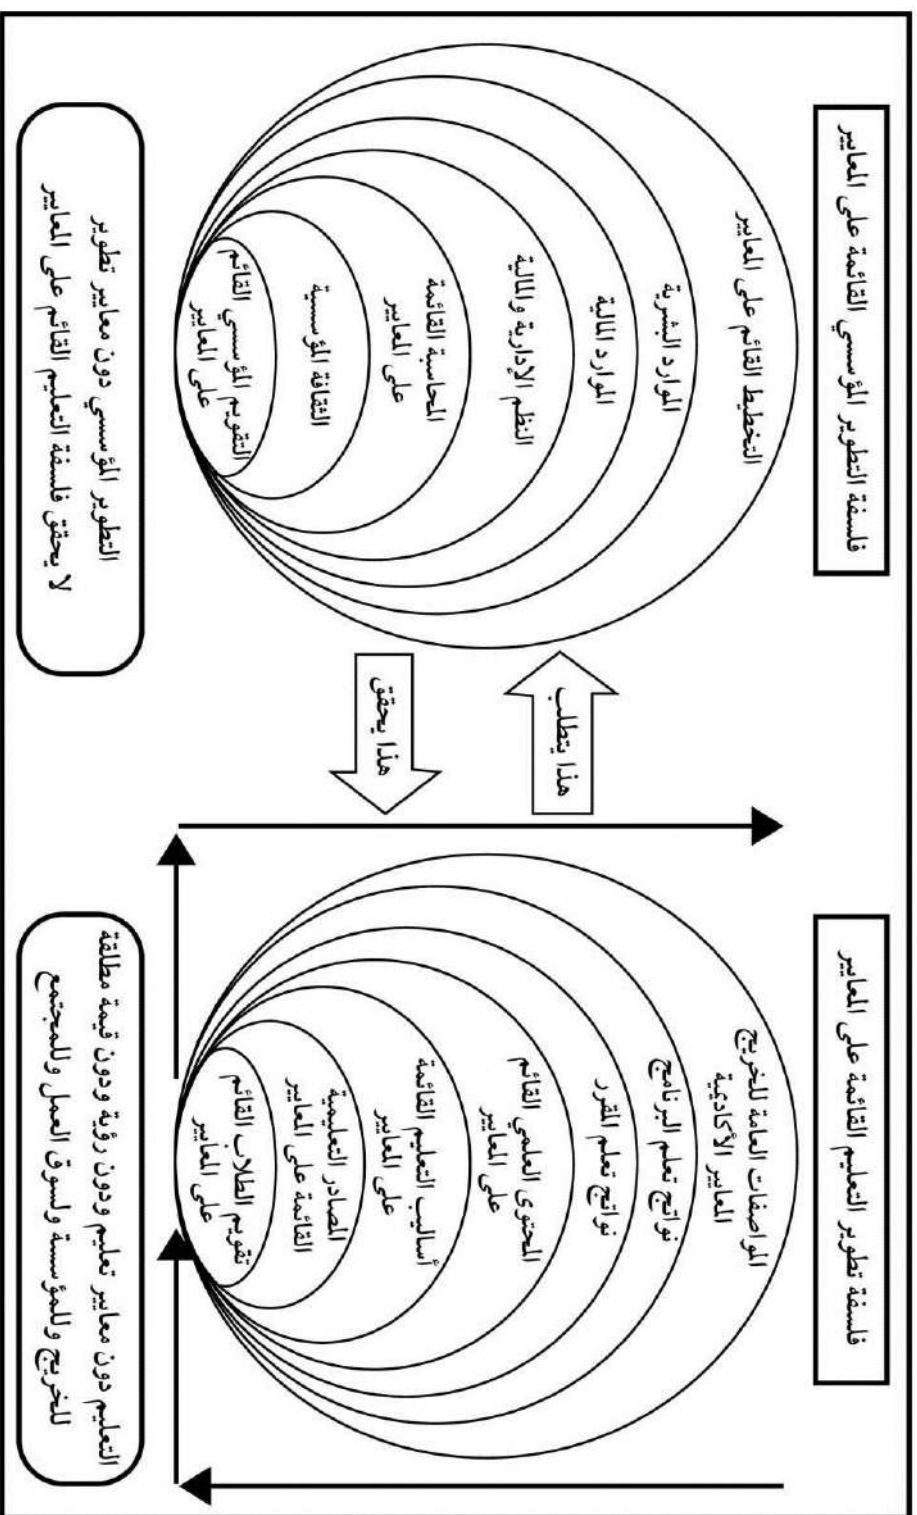 فلسفة تطوير التعليم القائمة على المعايير
المواصفات العامة للخريج
المعايير الأكاديمية
نواتج تعلم البرنامج
نواتج تعلم المقرر
المحتوى العلمي القائم
على المعايير
أساليب التعليم القائمة
على المعايير
المصادر التعليمية
القائمة على المعايير
تقويم الطلاب القائم
على المعايير
التعليم دون معايير تعليم ودون رؤية ودون قيمة مطلقة
للخريج وللمؤسسة ولسوق العمل وللمجتمع
هذا يتطلب
هذا يحقق
فلسفة التطوير المؤسسي القائمة على المعايير
التخطيط القائم على المعايير
الموارد البشرية
الموارد المالية
النظم الإدارية والمالية
المحاسبة القائمة
على المعايير
الثقافة المؤسسية
التقويم المؤسسي القائم
على المعايير
التطوير المؤسسي دون معايير تطوير
لا يحقق فلسفة التعليم القائم على المعايير